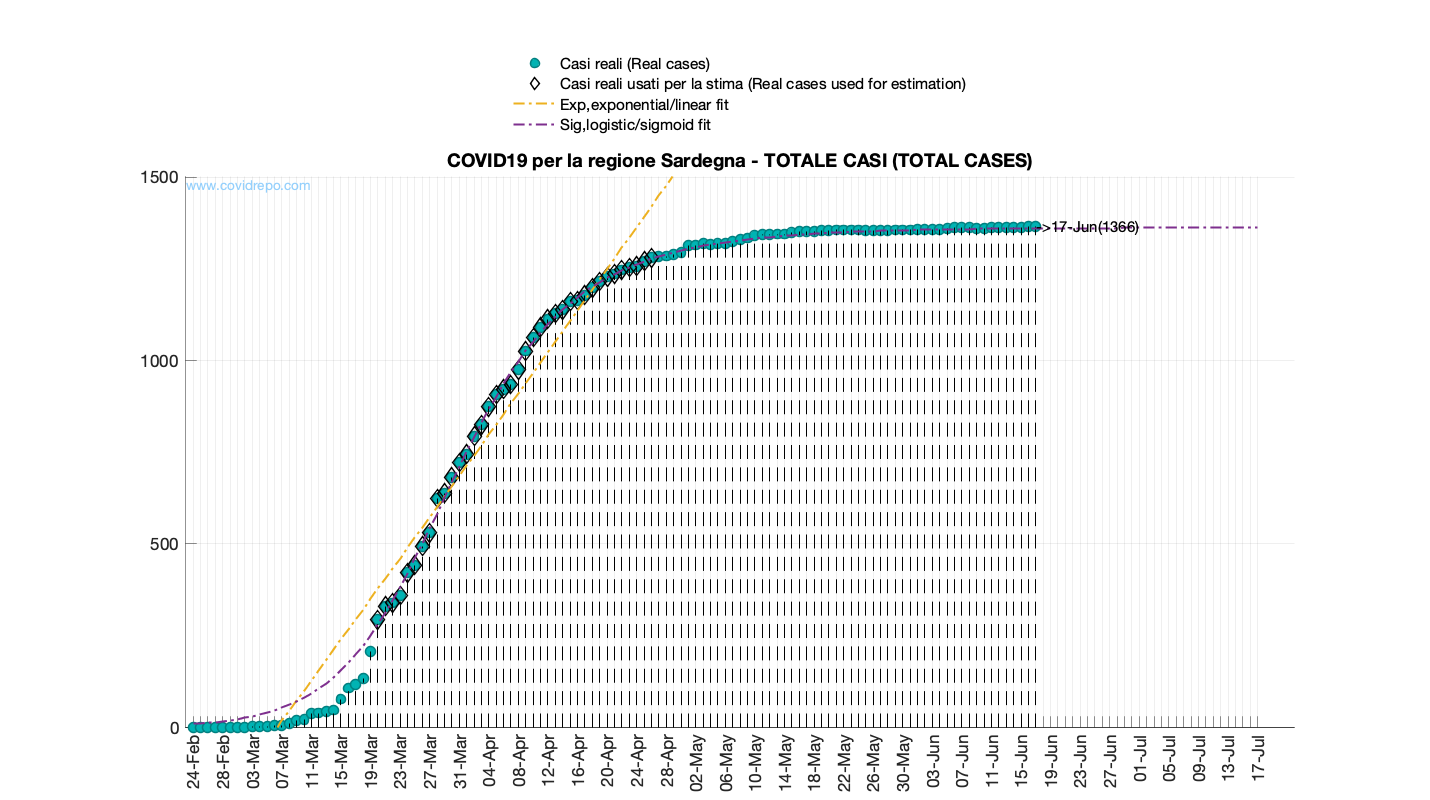 Casi reali (Real cases)
Casi reali usati per la stima (Real cases used for estimation)
Exp,exponential/linear fit
Sig,logistic/sigmoid fit
COVID19 per la regione Sardegna - TOTALE CASI (TOTAL CASES)
www.covidrepo.com
1500
1000
500
0
>17-Jun(1366)
24-Feb
28-Feb
03-Mar
07-Mar
11-Mar
15-Mar
19-Mar
23-Mar
27-Mar
31-Mar
04-Apr
08-Apr
12-Apr
16-Apr
20-Apr
24-Apr
28-Apr
02-May
06-May
10-May
14-May
18-May
22-May
26-May
30-May
03-Jun
07-Jun
11-Jun
15-Jun
19-Jun
23-Jun
27-Jun
01-Jul
05-Jul
09-Jul
13-Jul
17-Jul